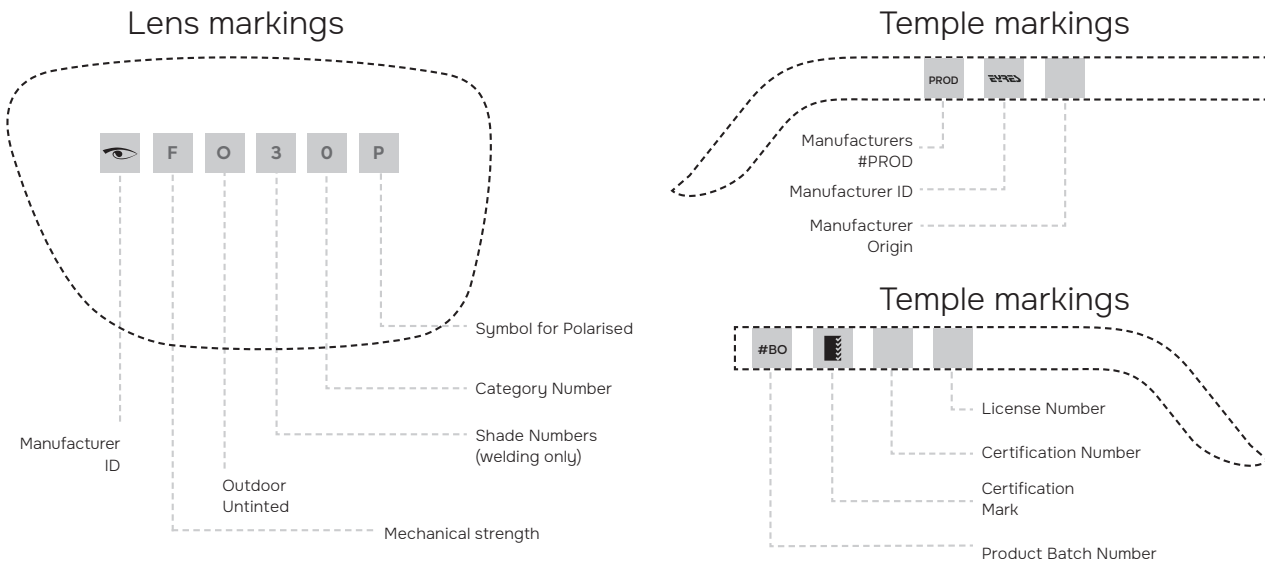 Lens markings
F O 3 0 P
Symbol for Polarised
Category Number
Shade Numbers
(welding only)
Manufacturer
ID
Outdoor
Untinted
Mechanical strength
Temple markings
PROD
Manufacturers
#PROD
Manufacturer ID
Manufacturer
Origin
Temple markings
#BO
License Number
Certification Number
Certification
Mark
Product Batch Number